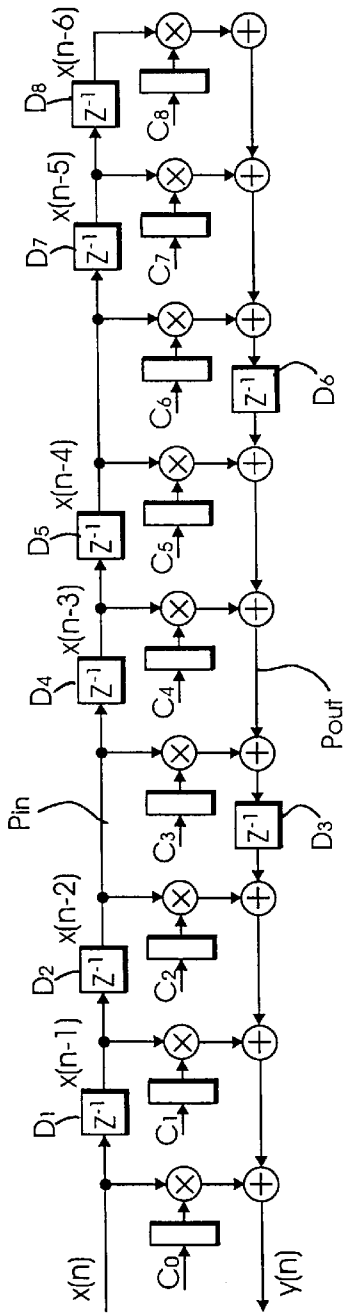 x(n)
D1
Z-1
x(n-1)
D2
Z-1
x(n-2)
Pin
D4
Z-1
x(n-3)
D5
Z-1
x(n-4)
D7
Z-1
x(n-5)
D8
Z-1
x(n-6)
C0
C1
C2
C3
C4
C5
C6
C7
C8
y(n)
Z-1
D3
Pout
Z-1
D6